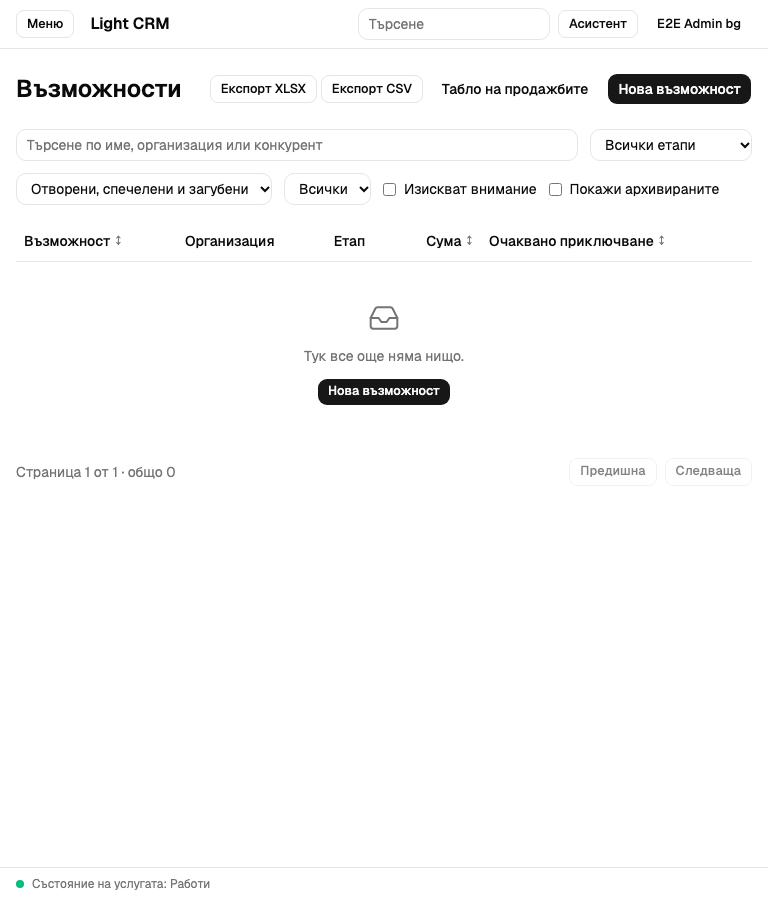 Меню Light CRM Търсене Асистент E2E Admin bg
Възможности Експорт XLSX Експорт CSV Табло на продажбите Нова възможност
Търсене по име, организация или конкурент Всички етапи
Отворени, спечелени и загубени Всички Изискват внимание Покажи архивираните
Възможност ↕ Организация Етап Сума ↕ Очаквано приключване ↕
Тук все още няма нищо.
Нова възможност
Страница 1 от 1 · общо 0 Предишна Следваща
Състояние на услугата: Работи